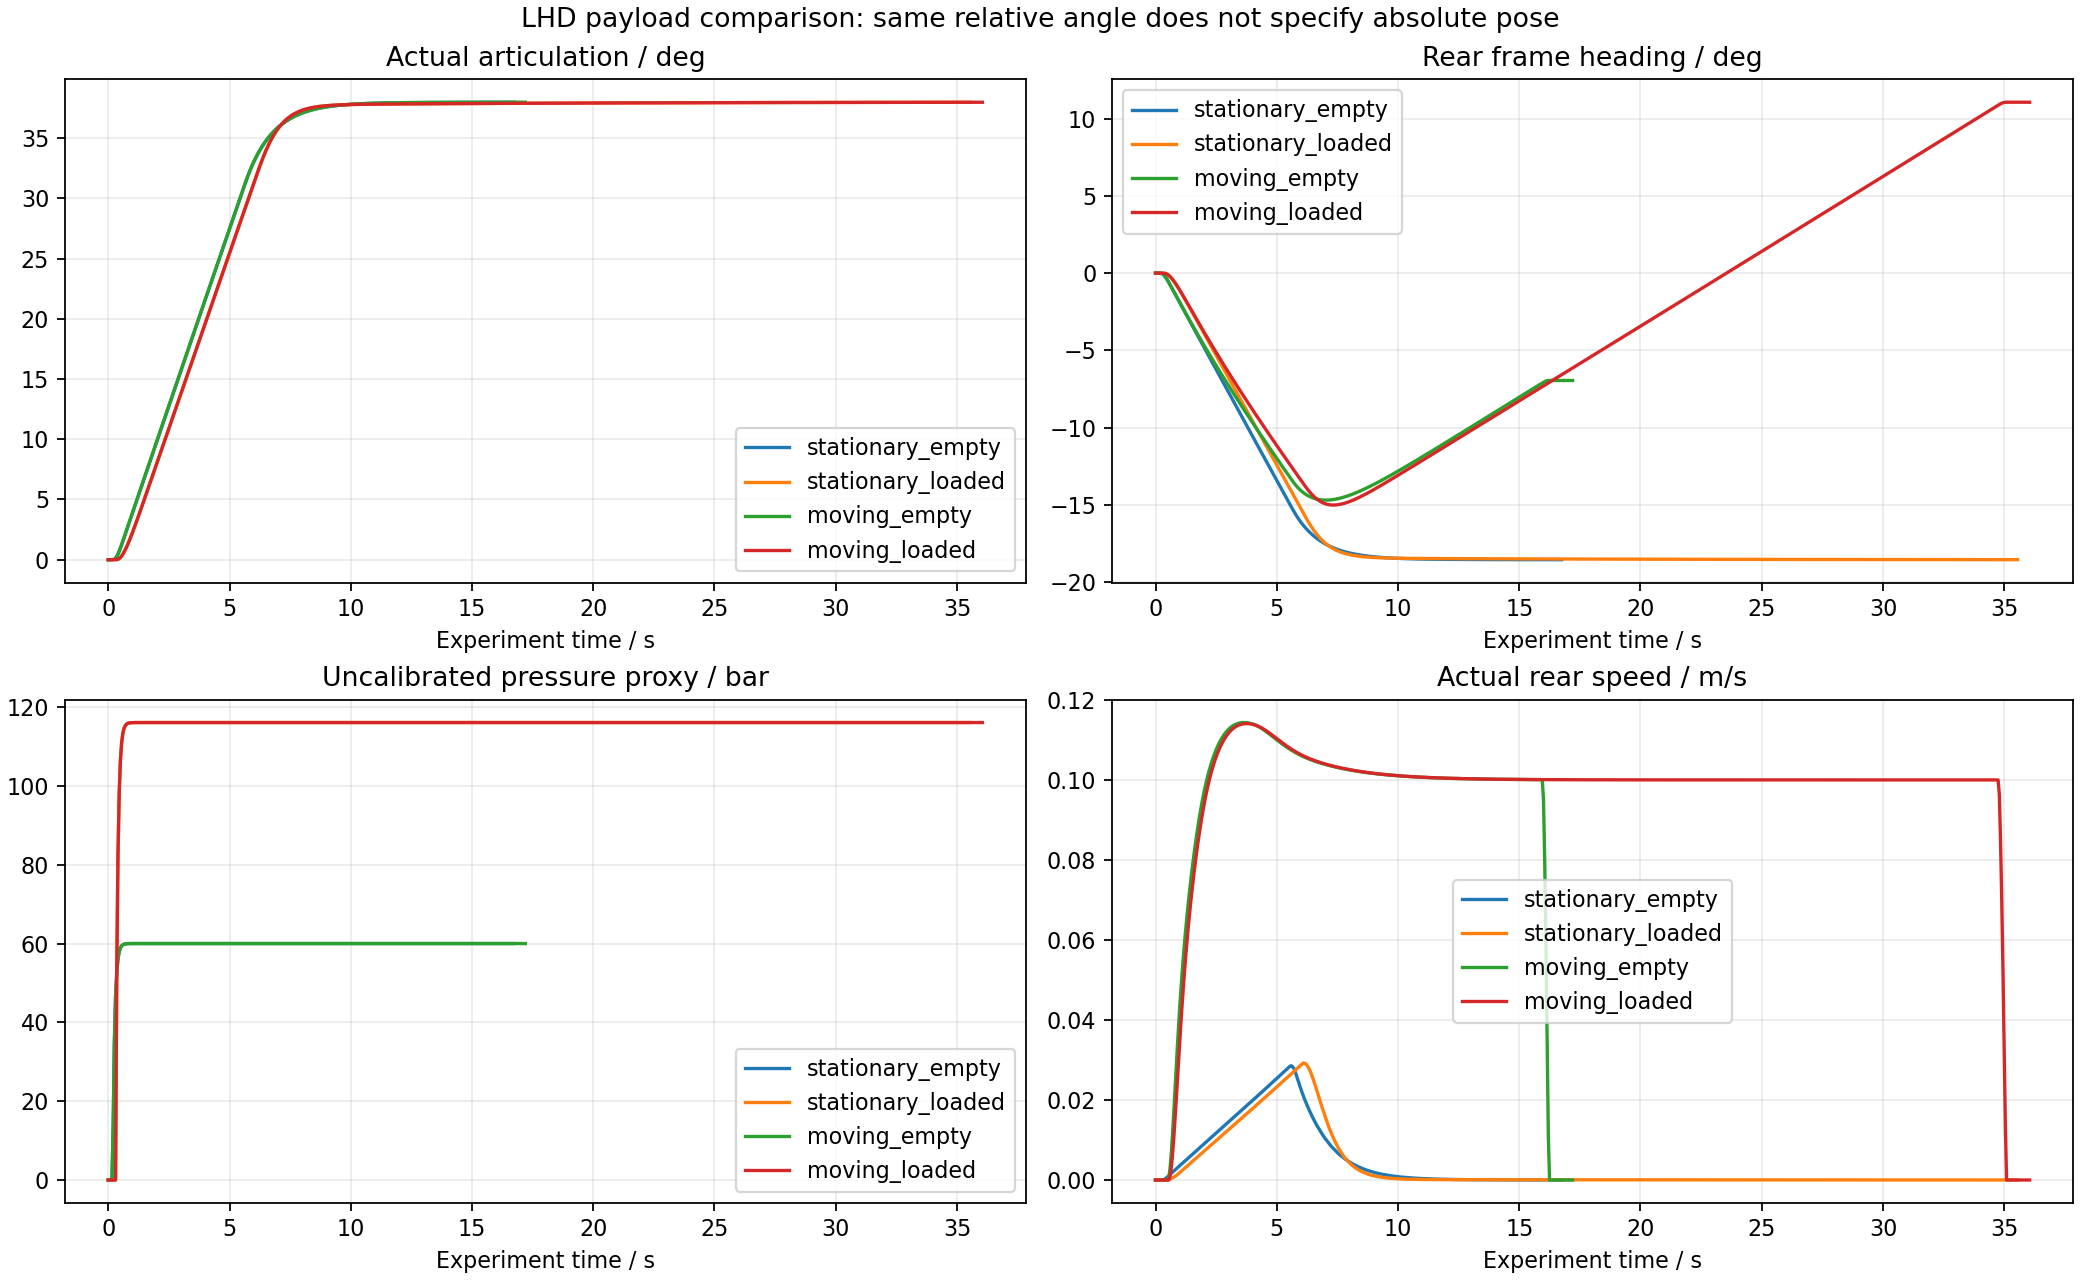 LHD payload comparison: same relative angle does not specify absolute pose
Actual articulation / deg
35
30
25
20
15
10
5
0
stationary_empty
stationary_loaded
moving_empty
moving_loaded
0 5 10 15 20 25 30 35
Experiment time / s
Rear frame heading / deg
10
5
0
−5
−10
−15
−20
stationary_empty
stationary_loaded
moving_empty
moving_loaded
0 5 10 15 20 25 30 35
Experiment time / s
Uncalibrated pressure proxy / bar
120
100
80
60
40
20
0
stationary_empty
stationary_loaded
moving_empty
moving_loaded
0 5 10 15 20 25 30 35
Experiment time / s
Actual rear speed / m/s
0.12
0.10
0.08
0.06
0.04
0.02
0.00
stationary_empty
stationary_loaded
moving_empty
moving_loaded
0 5 10 15 20 25 30 35
Experiment time / s